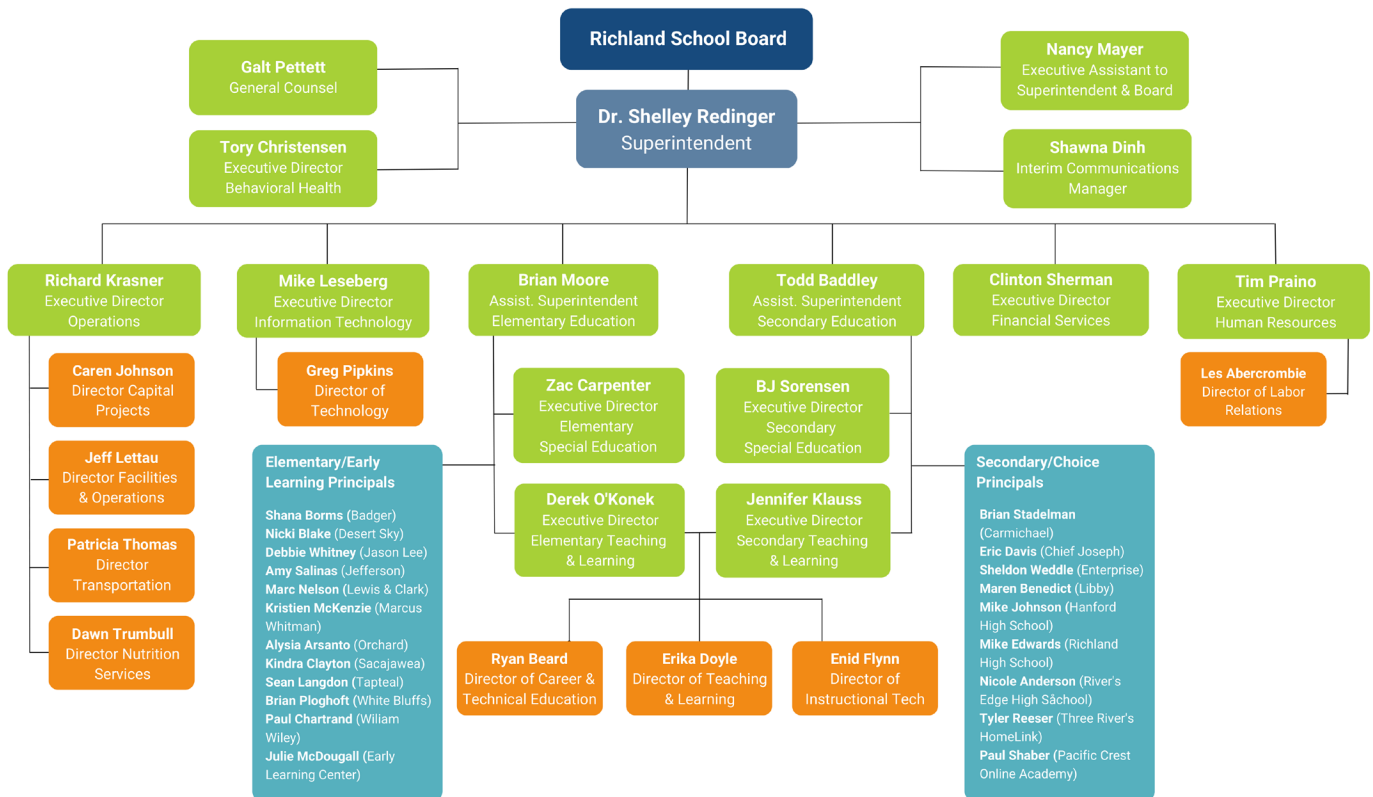 Richland School Board
Galt Pettett
General Counsel
Nancy Mayer
Executive Assistant to
Superintendent & Board
Dr. Shelley Redinger
Superintendent
Tory Christensen
Executive Director
Behavioral Health
Shawna Dinh
Interim Communications
Manager
Richard Krasner
Executive Director
Operations
Mike Leseberg
Executive Director
Information Technology
Brian Moore
Assist. Superintendent
Elementary Education
Todd Baddley
Assist. Superintendent
Secondary Education
Clinton Sherman
Executive Director
Financial Services
Tim Praino
Executive Director
Human Resources
Caren Johnson
Director Capital
Projects
Jeff Lettau
Director Facilities
& Operations
Patricia Thomas
Director
Transportation
Dawn Trumbull
Director Nutrition
Services
Greg Pipkins
Director of
Technology
Zac Carpenter
Executive Director
Elementary
Special Education
BJ Sorensen
Executive Director
Secondary
Special Education
Les Abercrombie
Director of Labor
Relations
Elementary/Early
Learning Principals
Shana Borms (Badger)
Nicki Blake (Desert Sky)
Debbie Whitney (Jason Lee)
Amy Salinas (Jefferson)
Marc Nelson (Lewis & Clark)
Kristien McKenzie (Marcus
Whitman)
Alysia Arsanto (Orchard)
Kindra Clayton (Sacajawea)
Sean Langdon (Tapteal)
Brian Ploghoft (White Bluffs)
Paul Chartrand (Wiliam
Wiley)
Julie McDougall (Early
Learning Center)
Derek O'Konek
Executive Director
Elementary Teaching
& Learning
Jennifer Klauss
Executive Director
Secondary Teaching
& Learning
Ryan Beard
Director of Career &
Technical Education
Erika Doyle
Director of Teaching
& Learning
Enid Flynn
Director of
Instructional Tech
Secondary/Choice
Principals
Brian Stadelman
(Carmichael)
Eric Davis (Chief Joseph)
Sheldon Weddle (Enterprise)
Maren Benedict (Libby)
Mike Johnson (Hanford
High School)
Mike Edwards (Richland
High School)
Nicole Anderson (River's
Edge High Såchool)
Tyler Reeser (Three River's
HomeLink)
Paul Shaber (Pacific Crest
Online Academy)